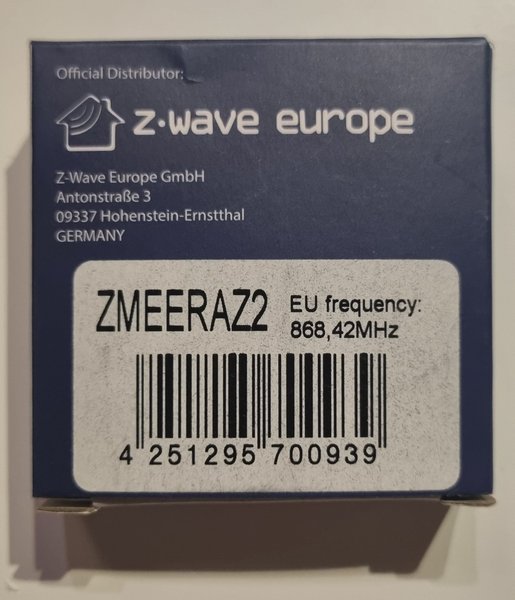 Official Distributor:
z·wave europe
Z-Wave Europe GmbH
Antonstraße 3
09337 Hohenstein-Ernstthal
GERMANY
ZMEERAZ2
EU frequency:
868,42MHz
4 251295 700939